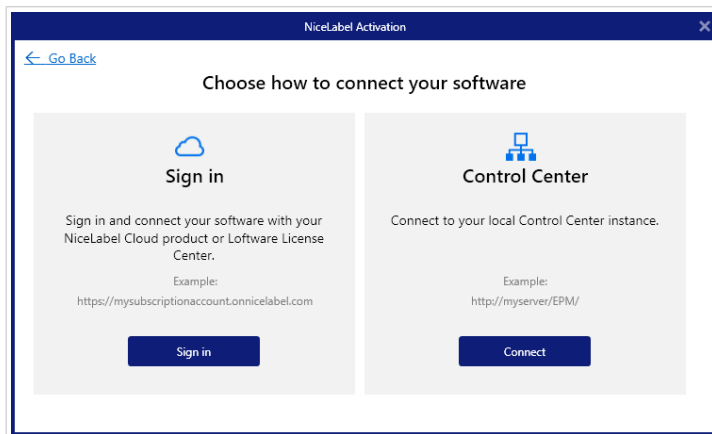 NiceLabel Activation
Go Back
Choose how to connect your software
Sign in
Sign in and connect your software with your
NiceLabel Cloud product or Loftware License
Center.
Example:
https://mysubscriptionaccount.onnicelabel.com
Sign in
Control Center
Connect to your local Control Center instance.
Example:
http://myserver/EPM/
Connect